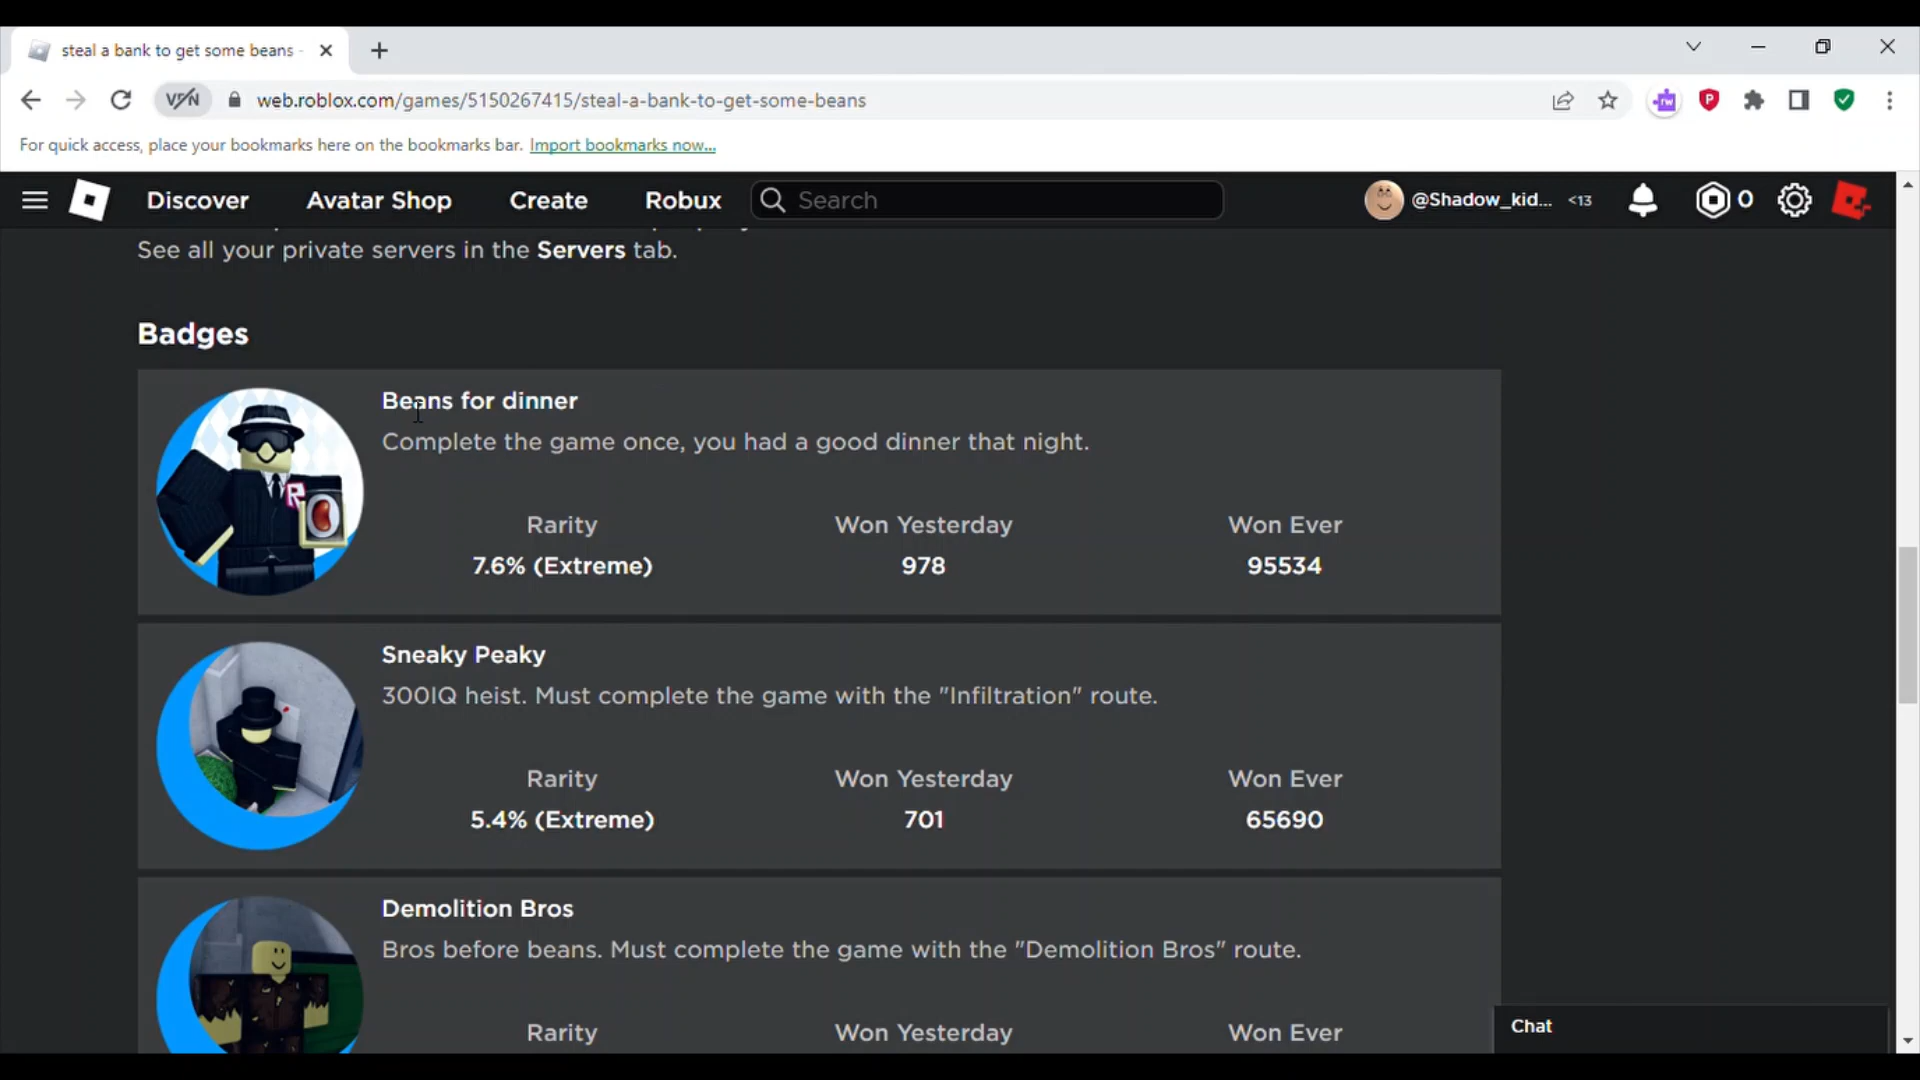 steal a bank to get some beans -
VPN
web.roblox.com/games/5150267415/steal-a-bank-to-get-some-beans
rw
P
For quick access, place your bookmarks here on the bookmarks bar. Import bookmarks now...
Discover Avatar Shop Create Robux Search @Shadow_kid... <13 0
See all your private servers in the Servers tab.
Badges
Beans for dinner
Complete the game once, you had a good dinner that night.
Rarity Won Yesterday Won Ever
7.6% (Extreme) 978 95534
R
Sneaky Peaky
300IQ heist. Must complete the game with the "Infiltration" route.
Rarity Won Yesterday Won Ever
5.4% (Extreme) 701 65690
Demolition Bros
Bros before beans. Must complete the game with the "Demolition Bros" route.
Rarity Won Yesterday Won Ever
Chat